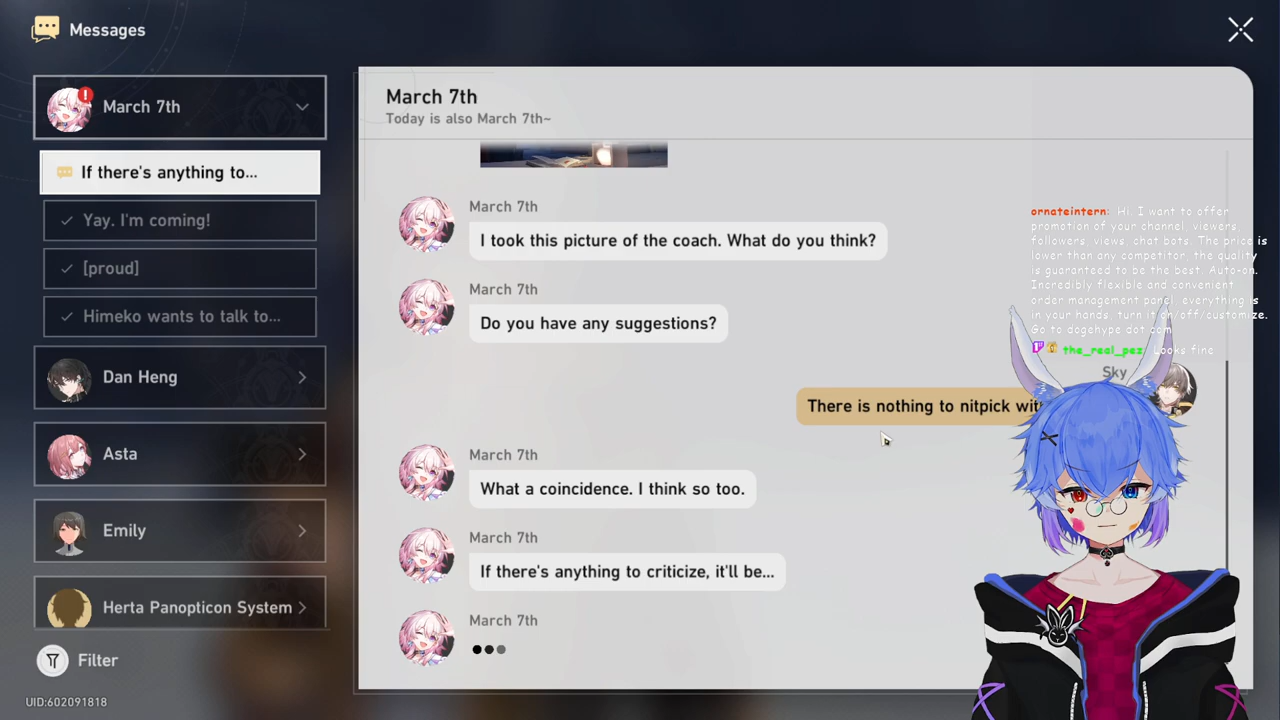 Messages
March 7th
If there's anything to...
Yay. I'm coming!
[proud]
Himeko wants to talk to...
Dan Heng
Asta
Emily
Herta Panopticon System
Filter
UID:602091818
March 7th
Today is also March 7th~
March 7th
I took this picture of the coach. What do you think?
March 7th
Do you have any suggestions?
Sky
There is nothing to nitpick
March 7th
What a coincidence. I think so too.
March 7th
If there's anything to criticize, it'll be...
March 7th
ornateintern: Hi. I want to offer
promotion of your channel, viewers,
followers, views, chat bots. The price is
lower than any competitor, the quality
is guaranteed to be the best. Auto-on.
Incredibly flexible and convenient
order management panel, everything is
in your hands, turn it on/off/customize.
Go to dogehype dot com
the_real_pez: Looks fine